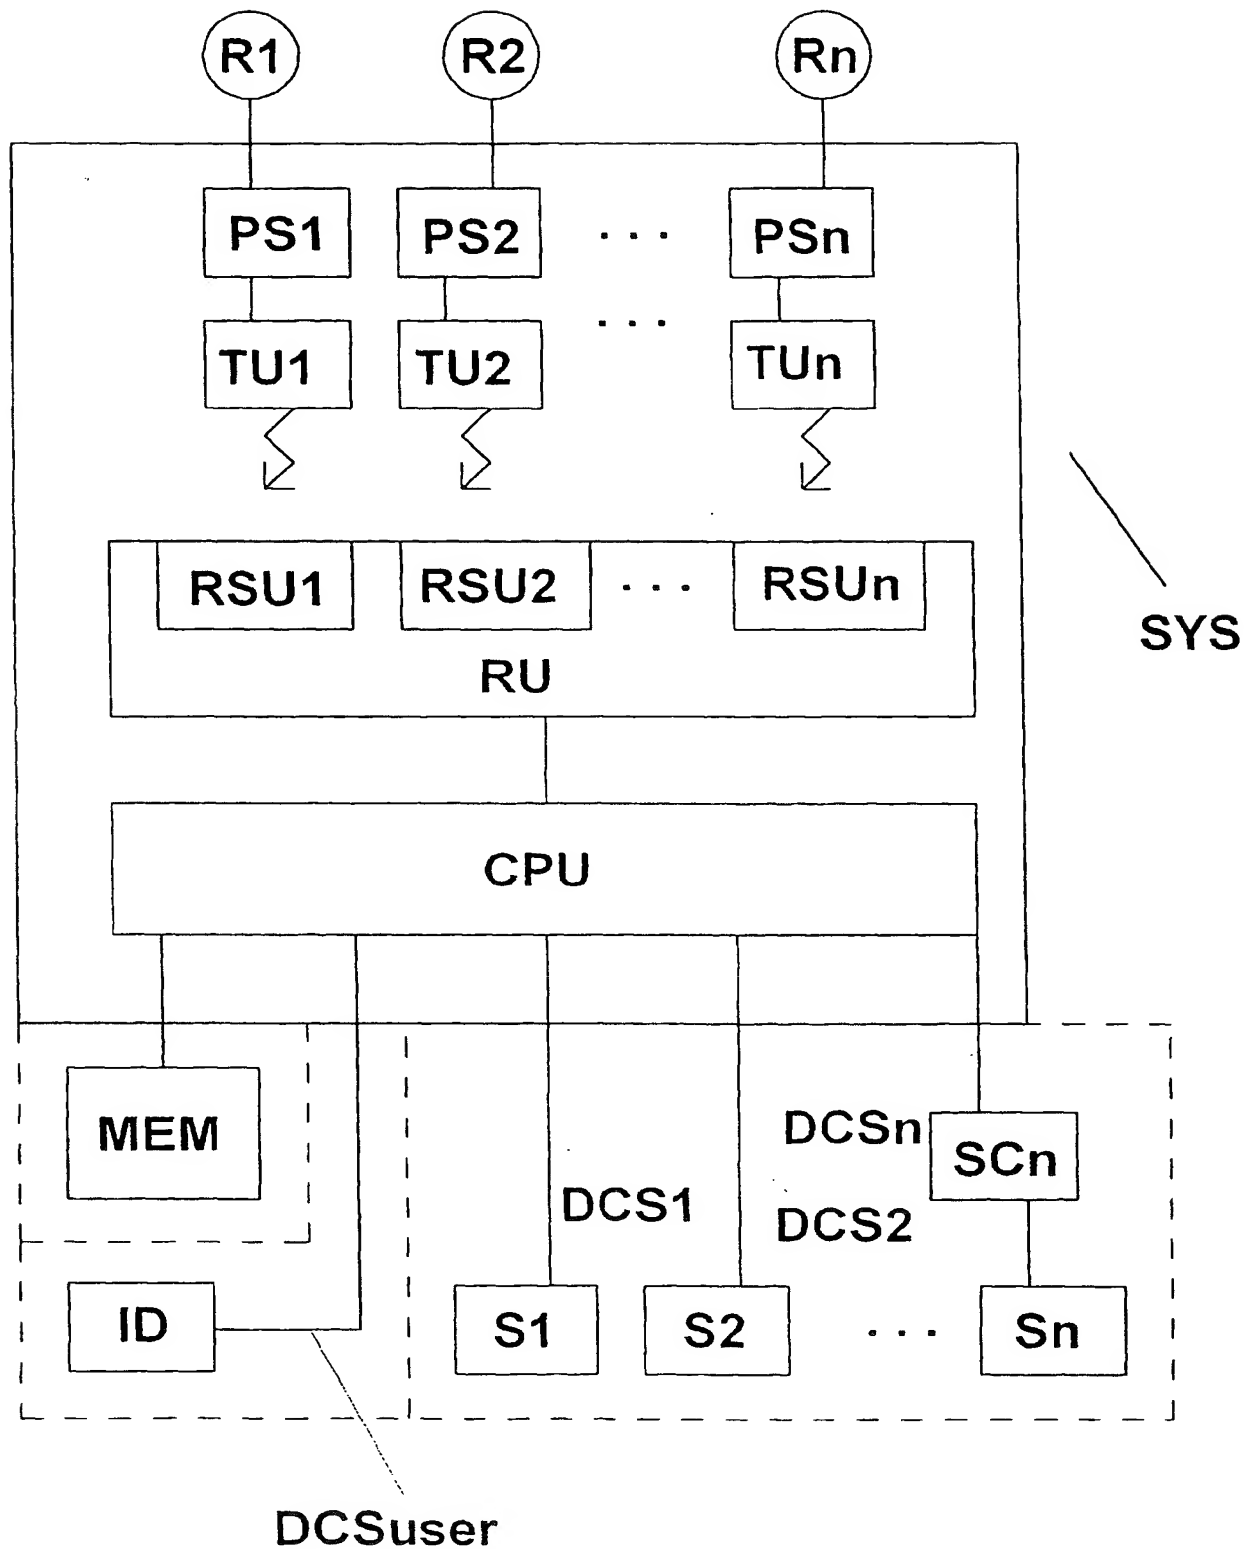 R1 R2 Rn
PS1 PS2 . . . PSn
TU1 TU2 . . . TUn
RSU1 RSU2 . . . RSUn
SYS
RU
CPU
MEM
DCSn SCn
DCS1 DCS2
ID S1 S2 . . . Sn
DCSuser